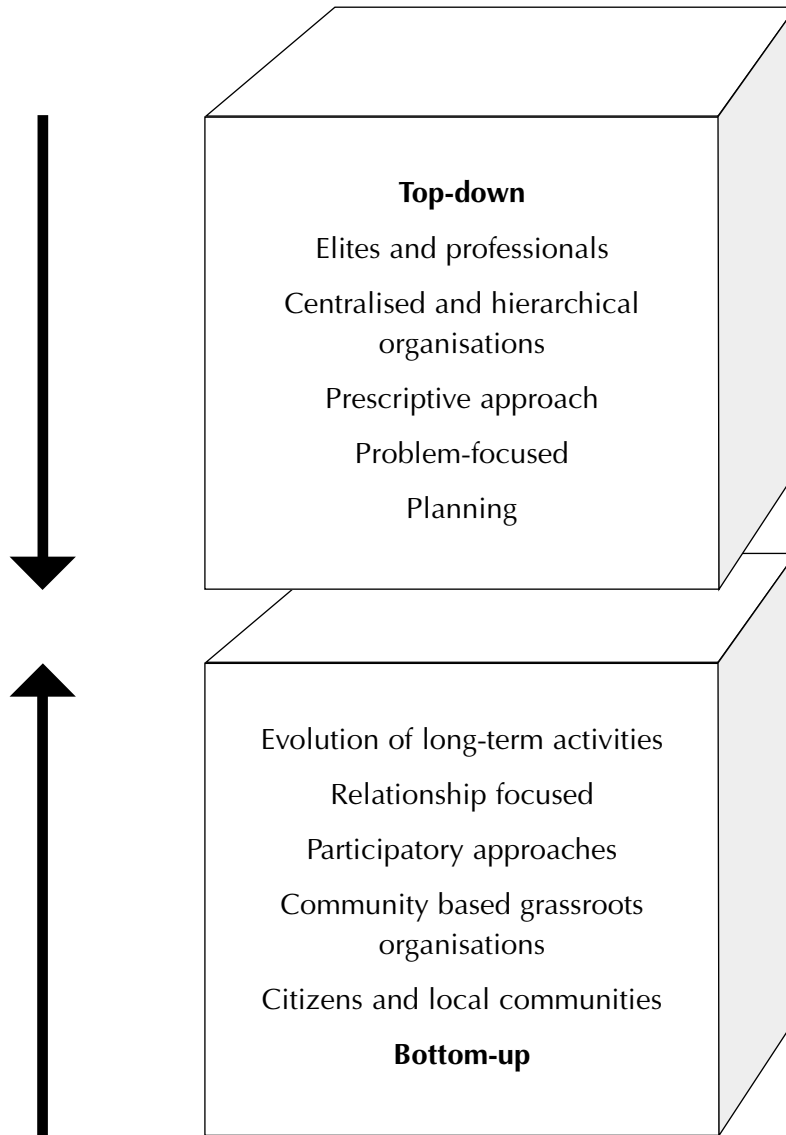 Top-down
Elites and professionals
Centralised and hierarchical
organisations
Prescriptive approach
Problem-focused
Planning
Evolution of long-term activities
Relationship focused
Participatory approaches
Community based grassroots
organisations
Citizens and local communities
Bottom-up